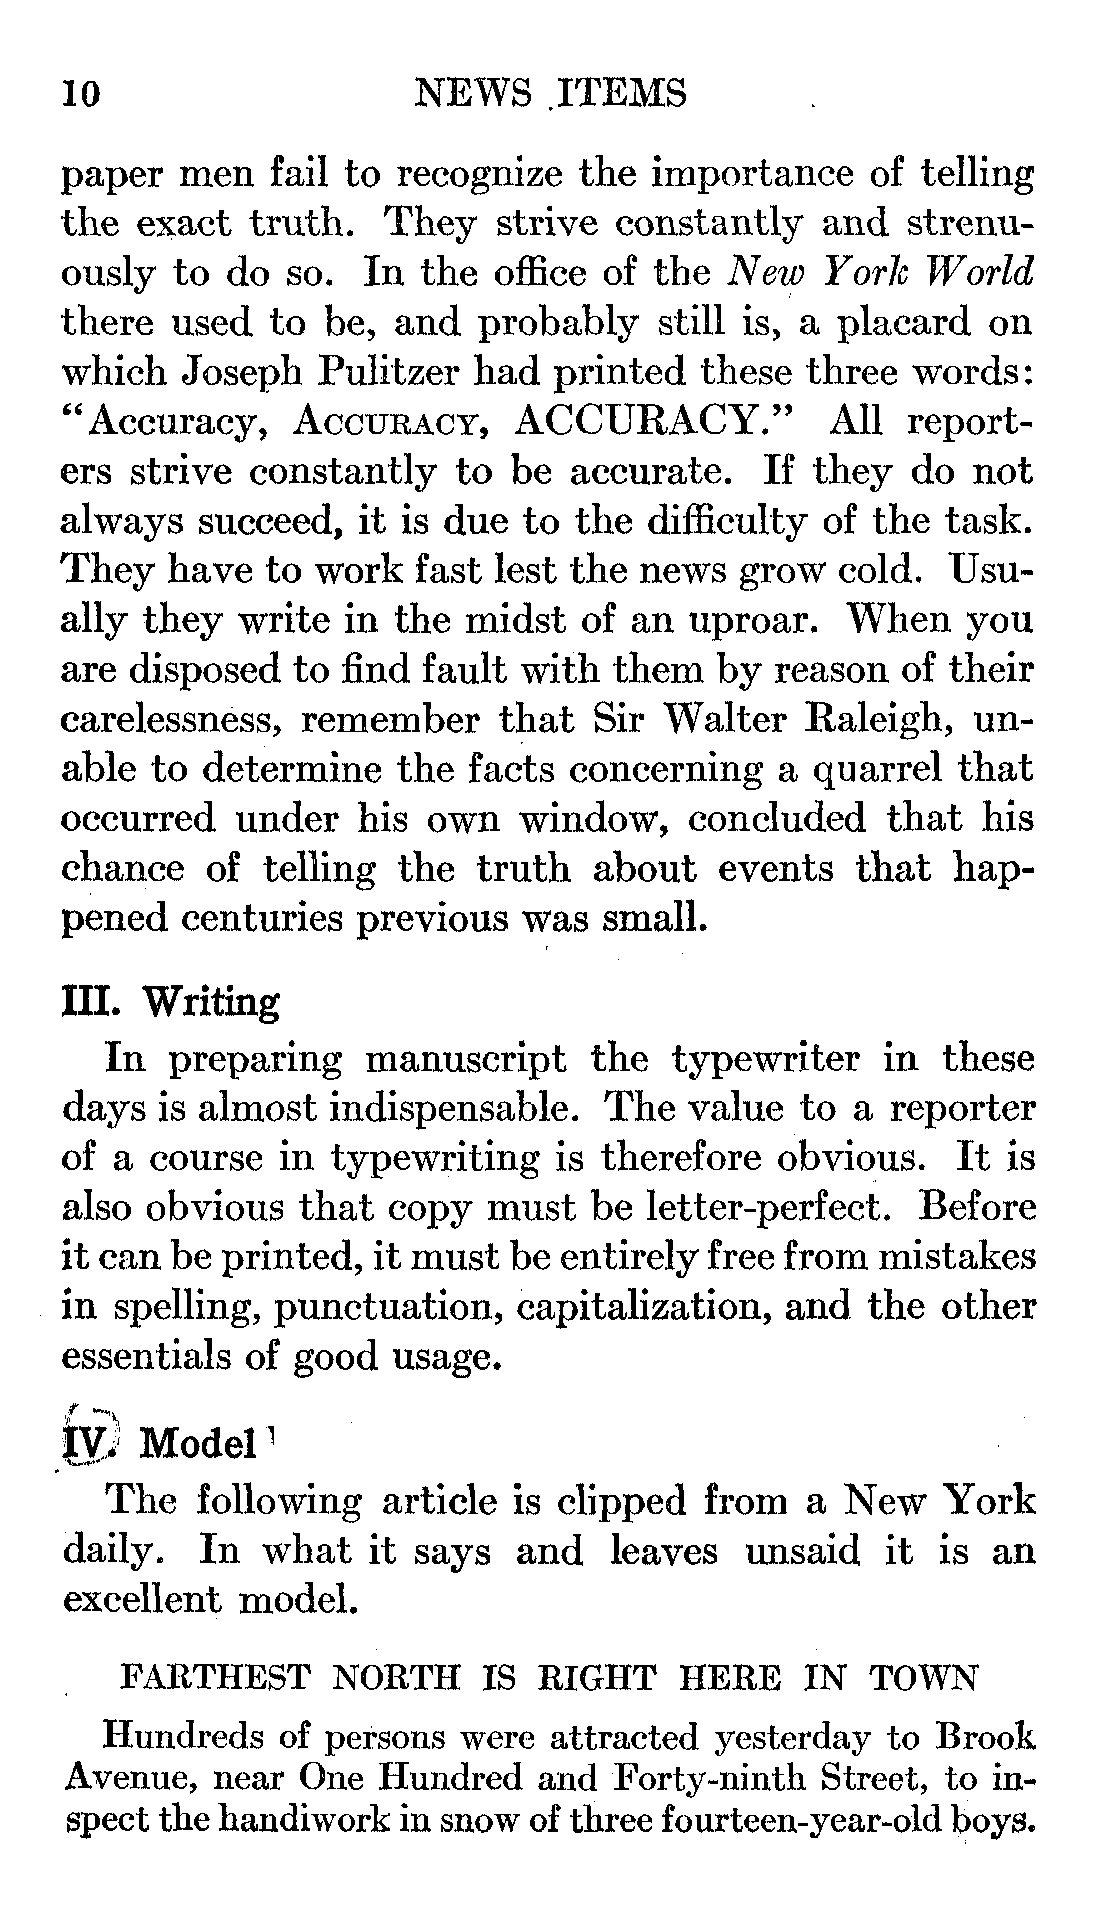 10 NEWS ITEMS
paper men fail to recognize the importance of telling
the exact truth. They strive constantly and strenu-
ously to do so. In the office of the New York World
there used to be, and probably still is, a placard on
which Joseph Pulitzer had printed these three words:
“Accuracy, ACCURACY, ACCURACY.” All report-
ers strive constantly to be accurate. If they do not
always succeed, it is due to the difficulty of the task.
They have to work fast lest the news grow cold. Usu-
ally they write in the midst of an uproar. When you
are disposed to find fault with them by reason of their
carelessness, remember that Sir Walter Raleigh, un-
able to determine the facts concerning a quarrel that
occurred under his own window, concluded that his
chance of telling the truth about events that hap-
pened centuries previous was small.
III. Writing
In preparing manuscript the typewriter in these
days is almost indispensable. The value to a reporter
of a course in typewriting is therefore obvious. It is
also obvious that copy must be letter-perfect. Before
it can be printed, it must be entirely free from mistakes
in spelling, punctuation, capitalization, and the other
essentials of good usage.
IV. Model¹
The following article is clipped from a New York
daily. In what it says and leaves unsaid it is an
excellent model.
FARTHEST NORTH IS RIGHT HERE IN TOWN
Hundreds of persons were attracted yesterday to Brook
Avenue, near One Hundred and Forty-ninth Street, to in-
spect the handiwork in snow of three fourteen-year-old boys.